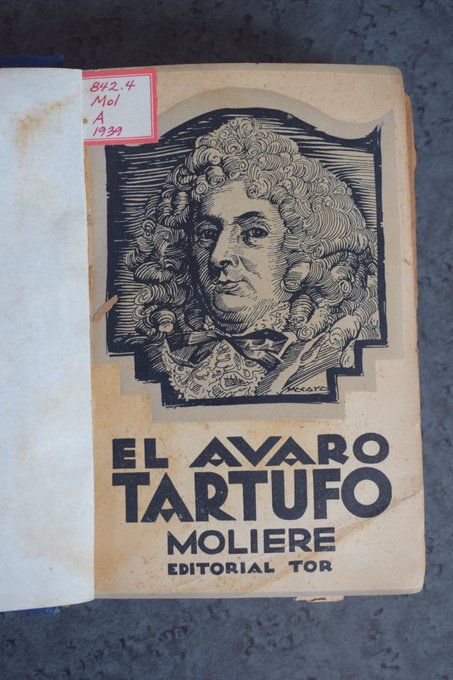 842.4
Mol
A
1939
EL AVARO
TARTUFO
MOLIERE
EDITORIAL TOR